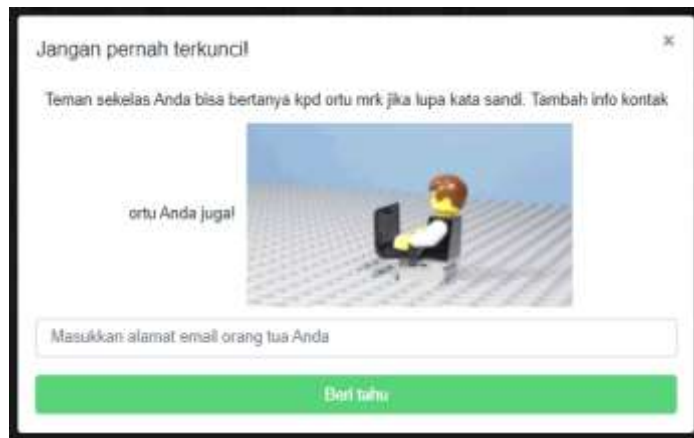 Jangan pernah terkunci!
×
Teman sekelas Anda bisa bertanya kpd ortu mrk jika lupa kata sandi. Tambah info kontak
ortu Anda juga!
Masukkan alamat email orang tua Anda
Beri tahu